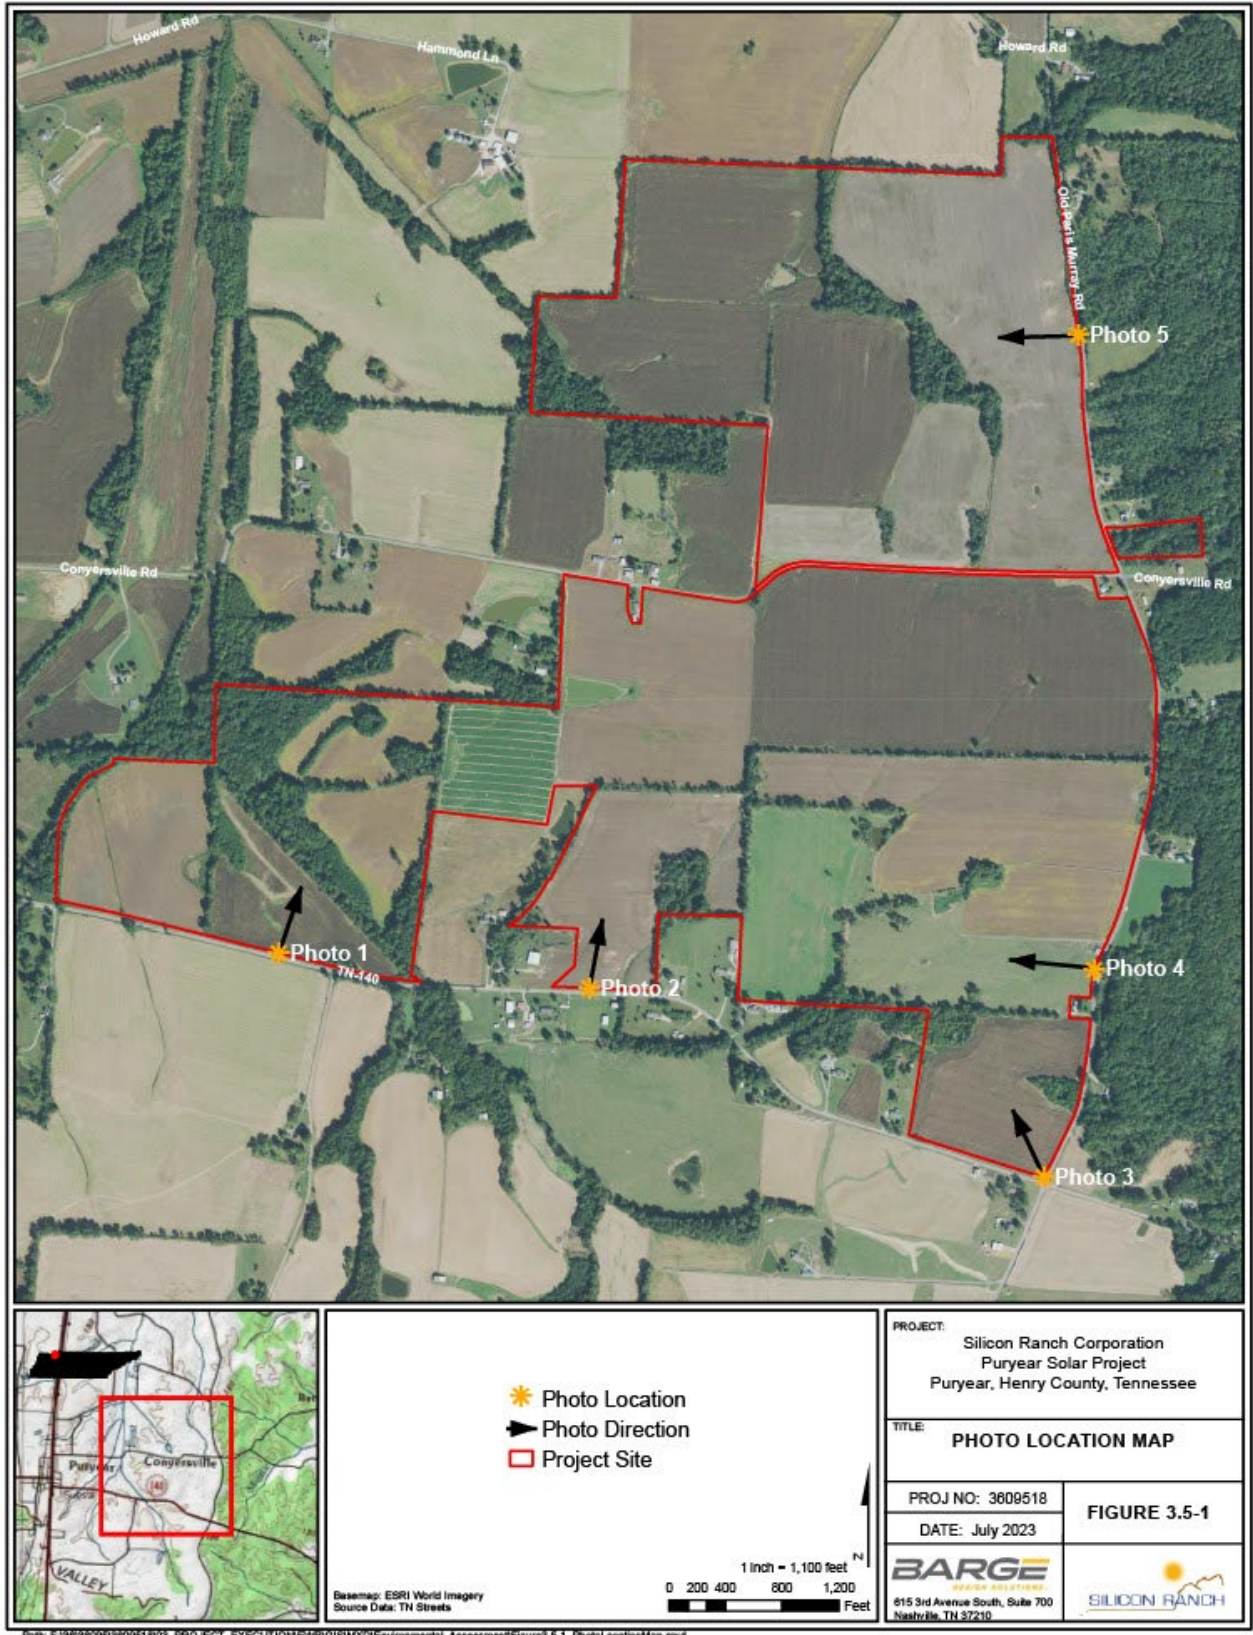 Howard Rd
Hammond Ln
Howard Rd
Old Paris Murray Rd
Photo 5
Conyersville Rd
Conyersville Rd
Photo 1
TN-140
Photo 2
Photo 4
Photo 3
Puryear
Conyersville
140
VALLEY
Photo Location
Photo Direction
Project Site
Basemap: ESRI World Imagery
Source Data: TN Streets
1 inch = 1,100 feet
N
0 200 400 800 1,200
Feet
PROJECT:
Silicon Ranch Corporation
Puryear Solar Project
Puryear, Henry County, Tennessee
TITLE:
PHOTO LOCATION MAP
PROJ NO: 3609518
DATE: July 2023
FIGURE 3.5-1
BARGE
DESIGN SOLUTIONS.
615 3rd Avenue South, Suite 700
Nashville, TN 37210
SILICON RANCH